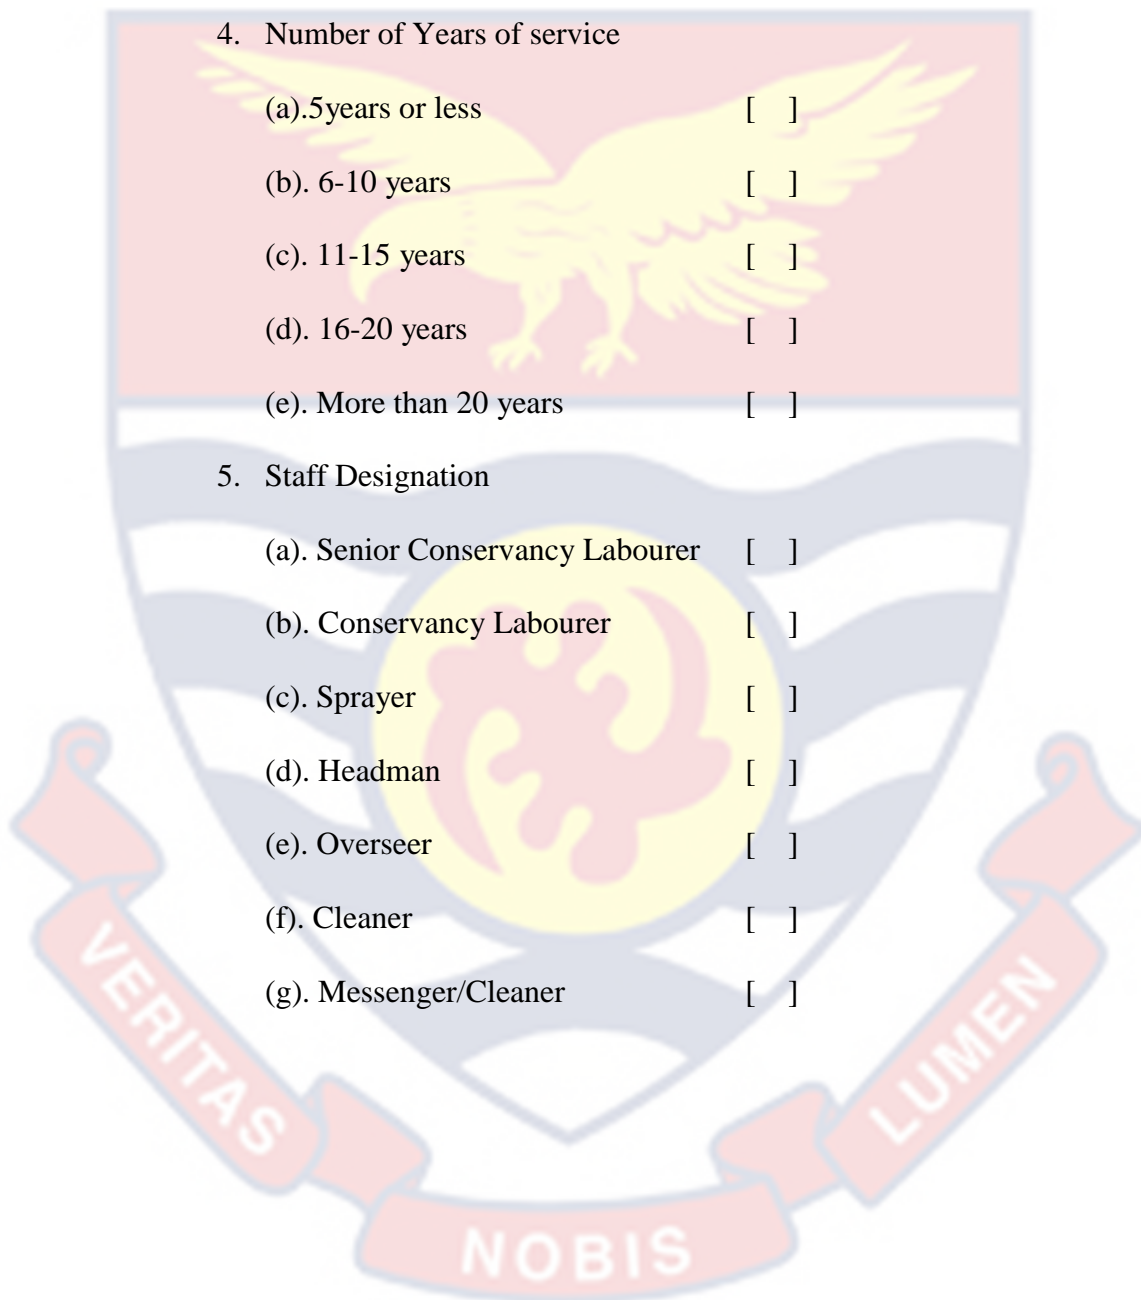 4. Number of Years of service
(a).5years or less [ ]
(b). 6-10 years [ ]
(c). 11-15 years [ ]
(d). 16-20 years [ ]
(e). More than 20 years [ ]
5. Staff Designation
(a). Senior Conservancy Labourer [ ]
(b). Conservancy Labourer [ ]
(c). Sprayer [ ]
(d). Headman [ ]
(e). Overseer [ ]
(f). Cleaner [ ]
(g). Messenger/Cleaner [ ]
VERITAS
NOBIS
LUMEN